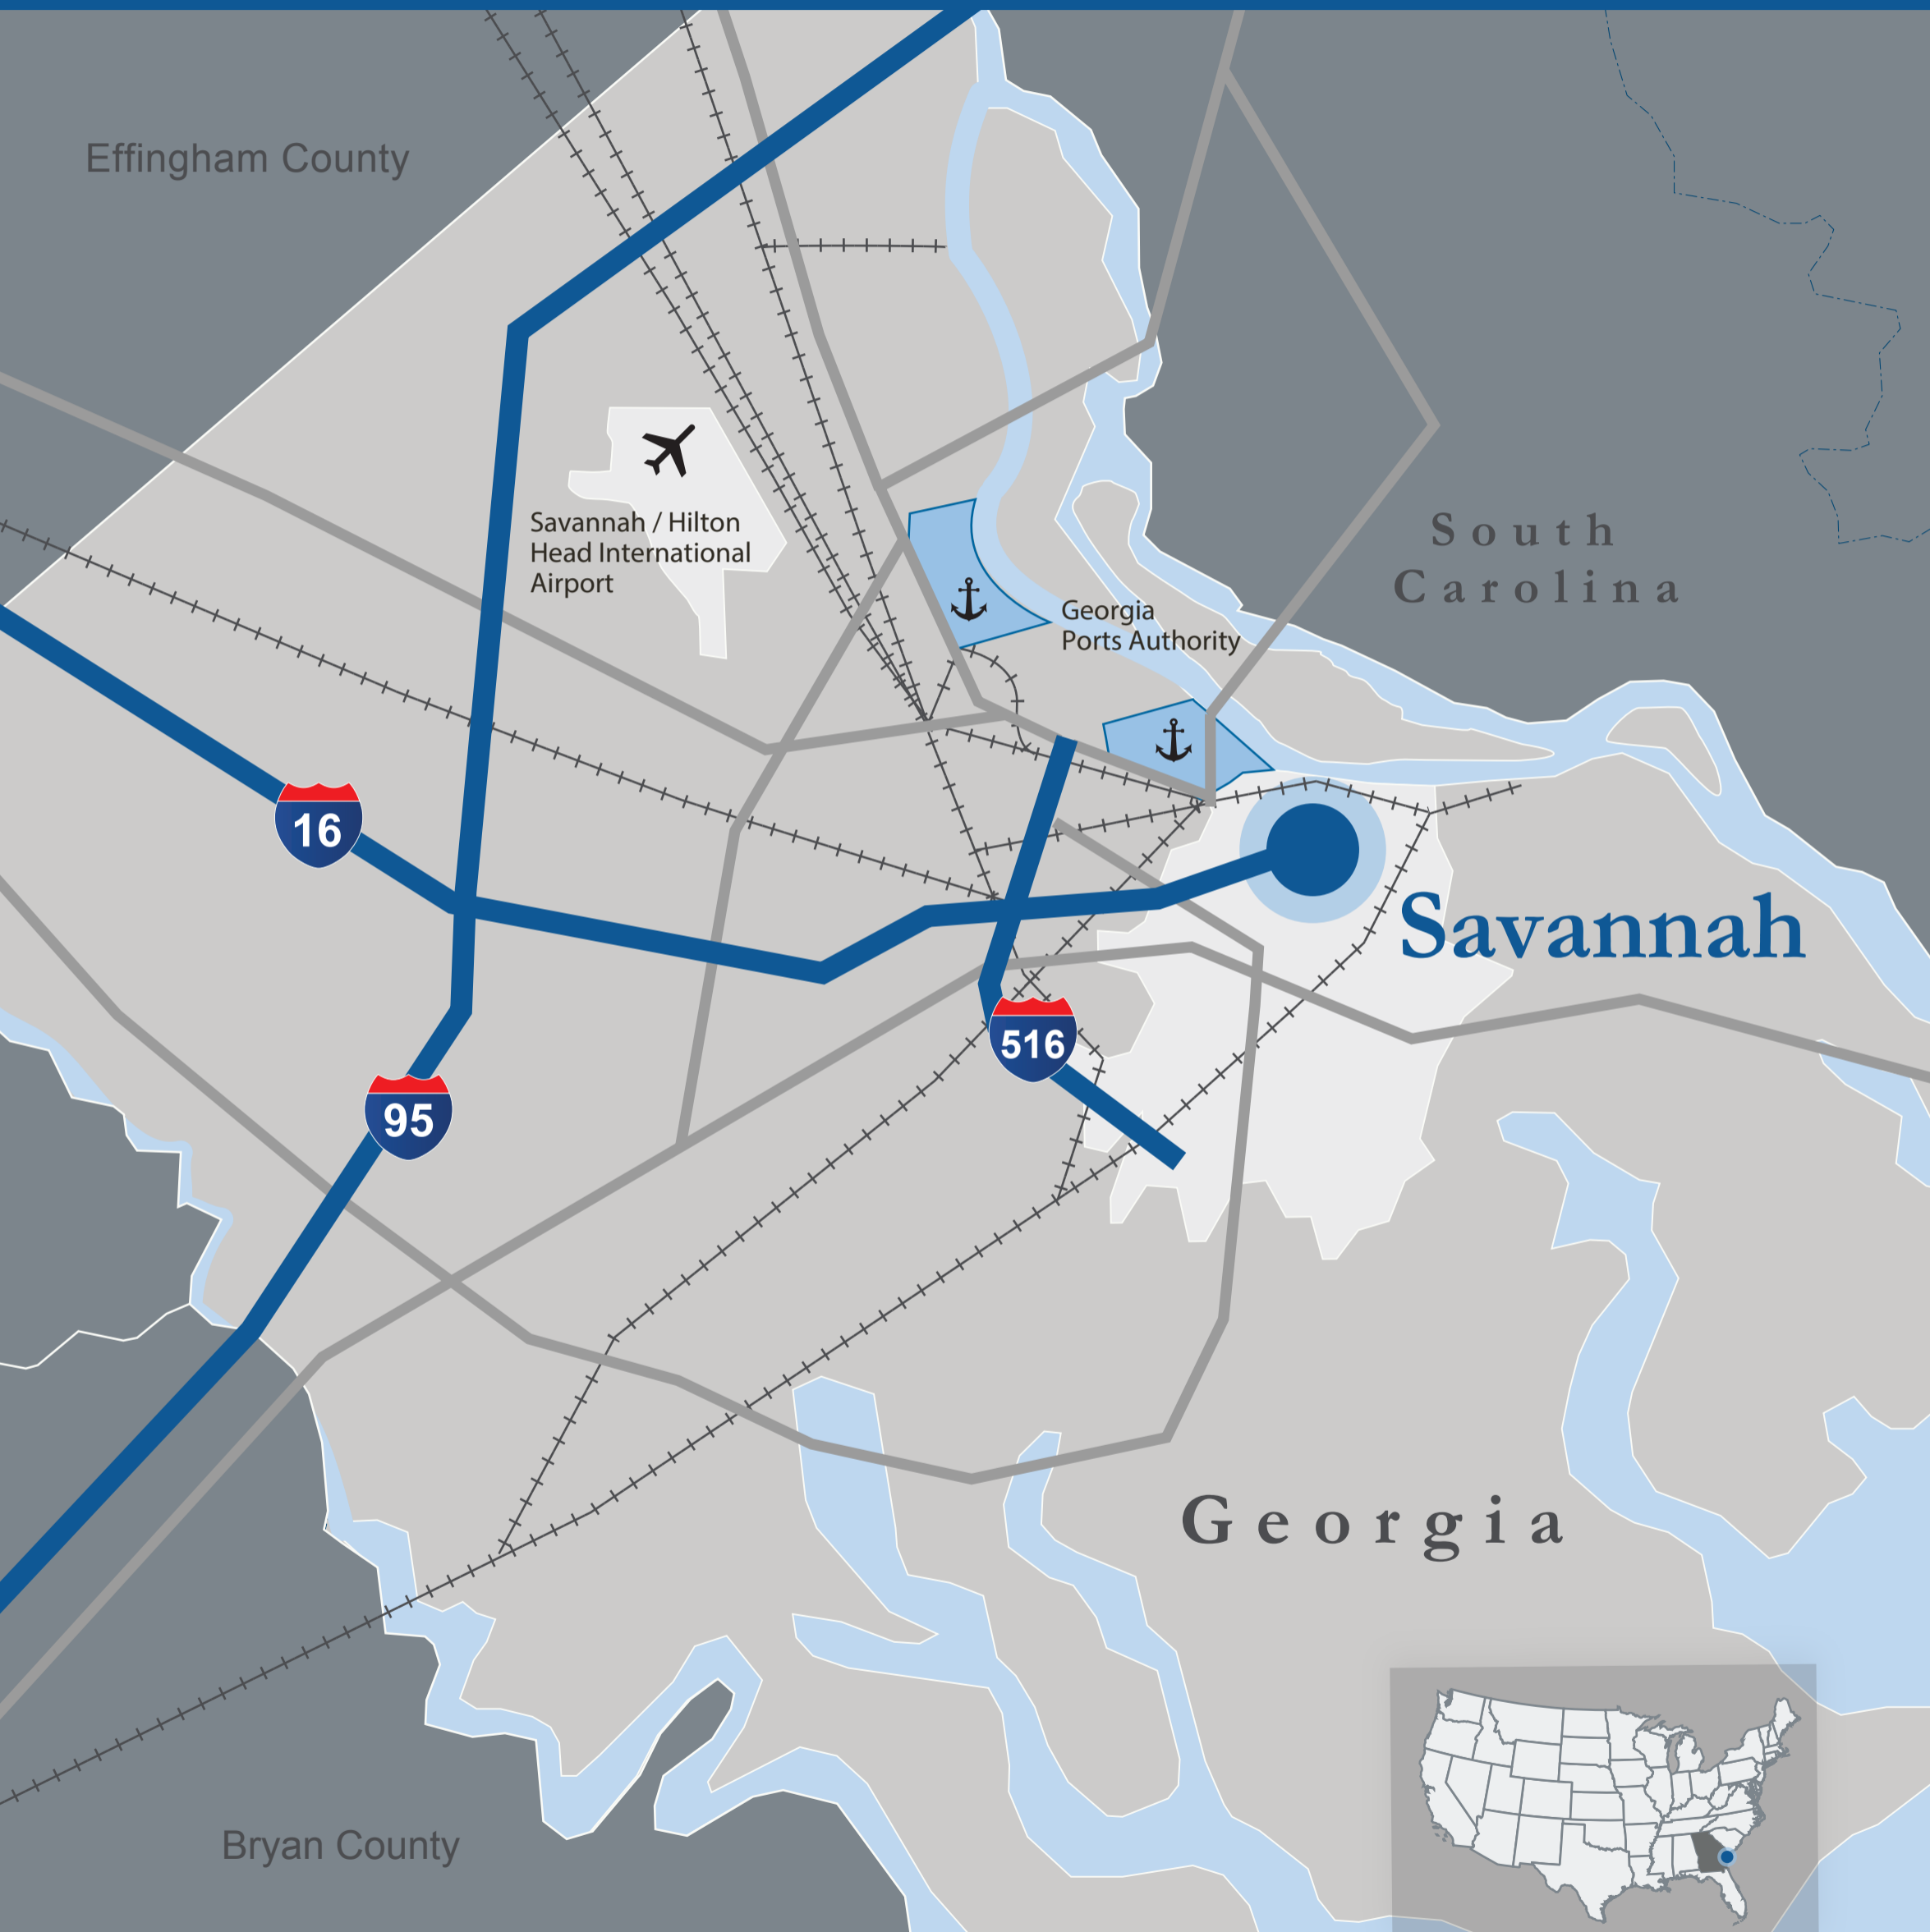 Effingham County
Savannah / Hilton
Head International
Airport
South
Carolina
Georgia
Ports Authority
16
Savannah
516
95
Georgia
Bryan County